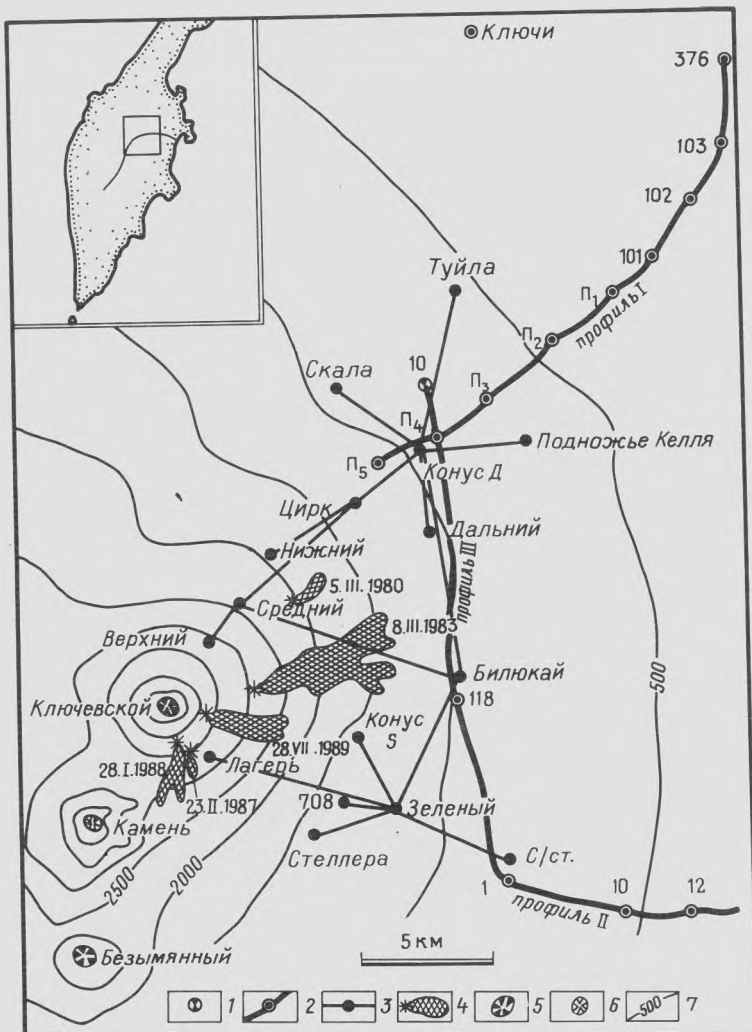 Ключи
376
103
102
101
П1
профиль I
П2
Туйла
10
Скала
П3
П4
Подножье Келля
П5
Конус Д
Цирк
Дальний
Нижний
профиль III
5.III.1980
Средний
8.III.1983
Верхний
Билюкай
500
118
Ключевской
Конус
5
28.VII.1989
Лагерь
28.I.1988
23.II.1987
708
Зеленый
Камень
Стеллера
С/ст.
2500
2000
1
профиль II
10
12
Безымянный
5 км
1
2
3
4
5
6
500
7